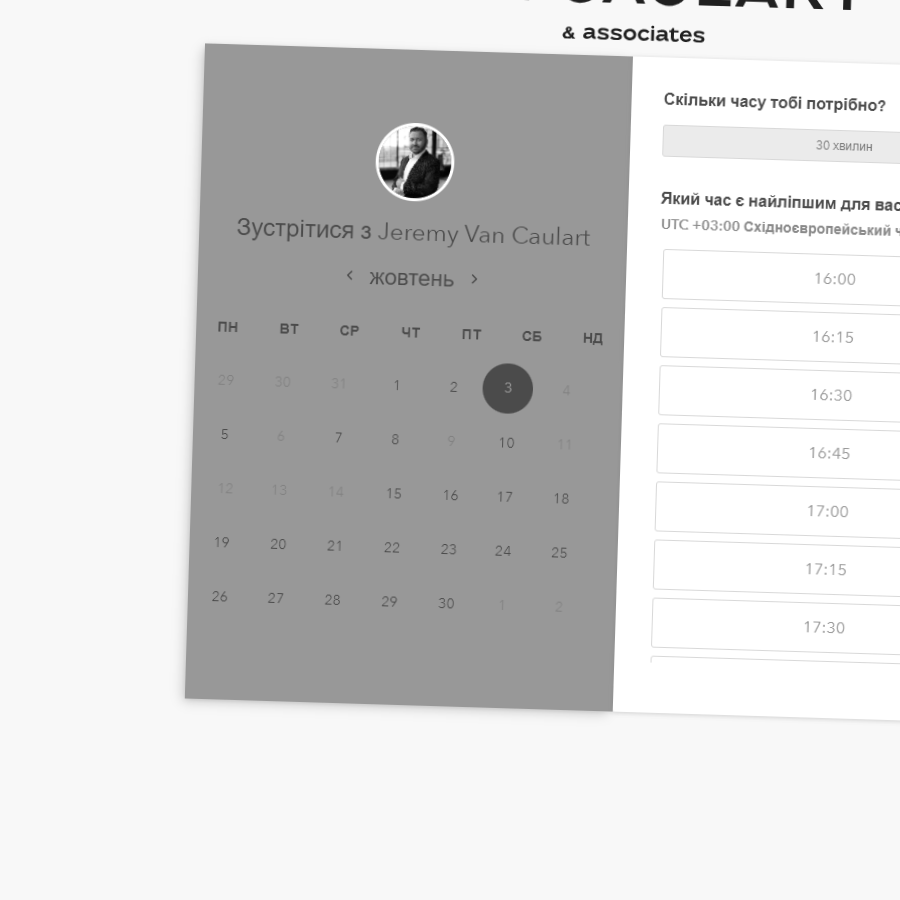 CAULART
& associates
Зустрітися з Jeremy Van Caulart
жовтень
ПН ВТ СР ЧТ ПТ СБ НД
29 30 31 1 2 3 4
5 6 7 8 9 10 11
12 13 14 15 16 17 18
19 20 21 22 23 24 25
26 27 28 29 30 1 2
Скільки часу тобі потрібно?
30 хвилин
Який час є найліпшим для вас
UTC +03:00 Східноєвропейський ч
16:00
16:15
16:30
16:45
17:00
17:15
17:30